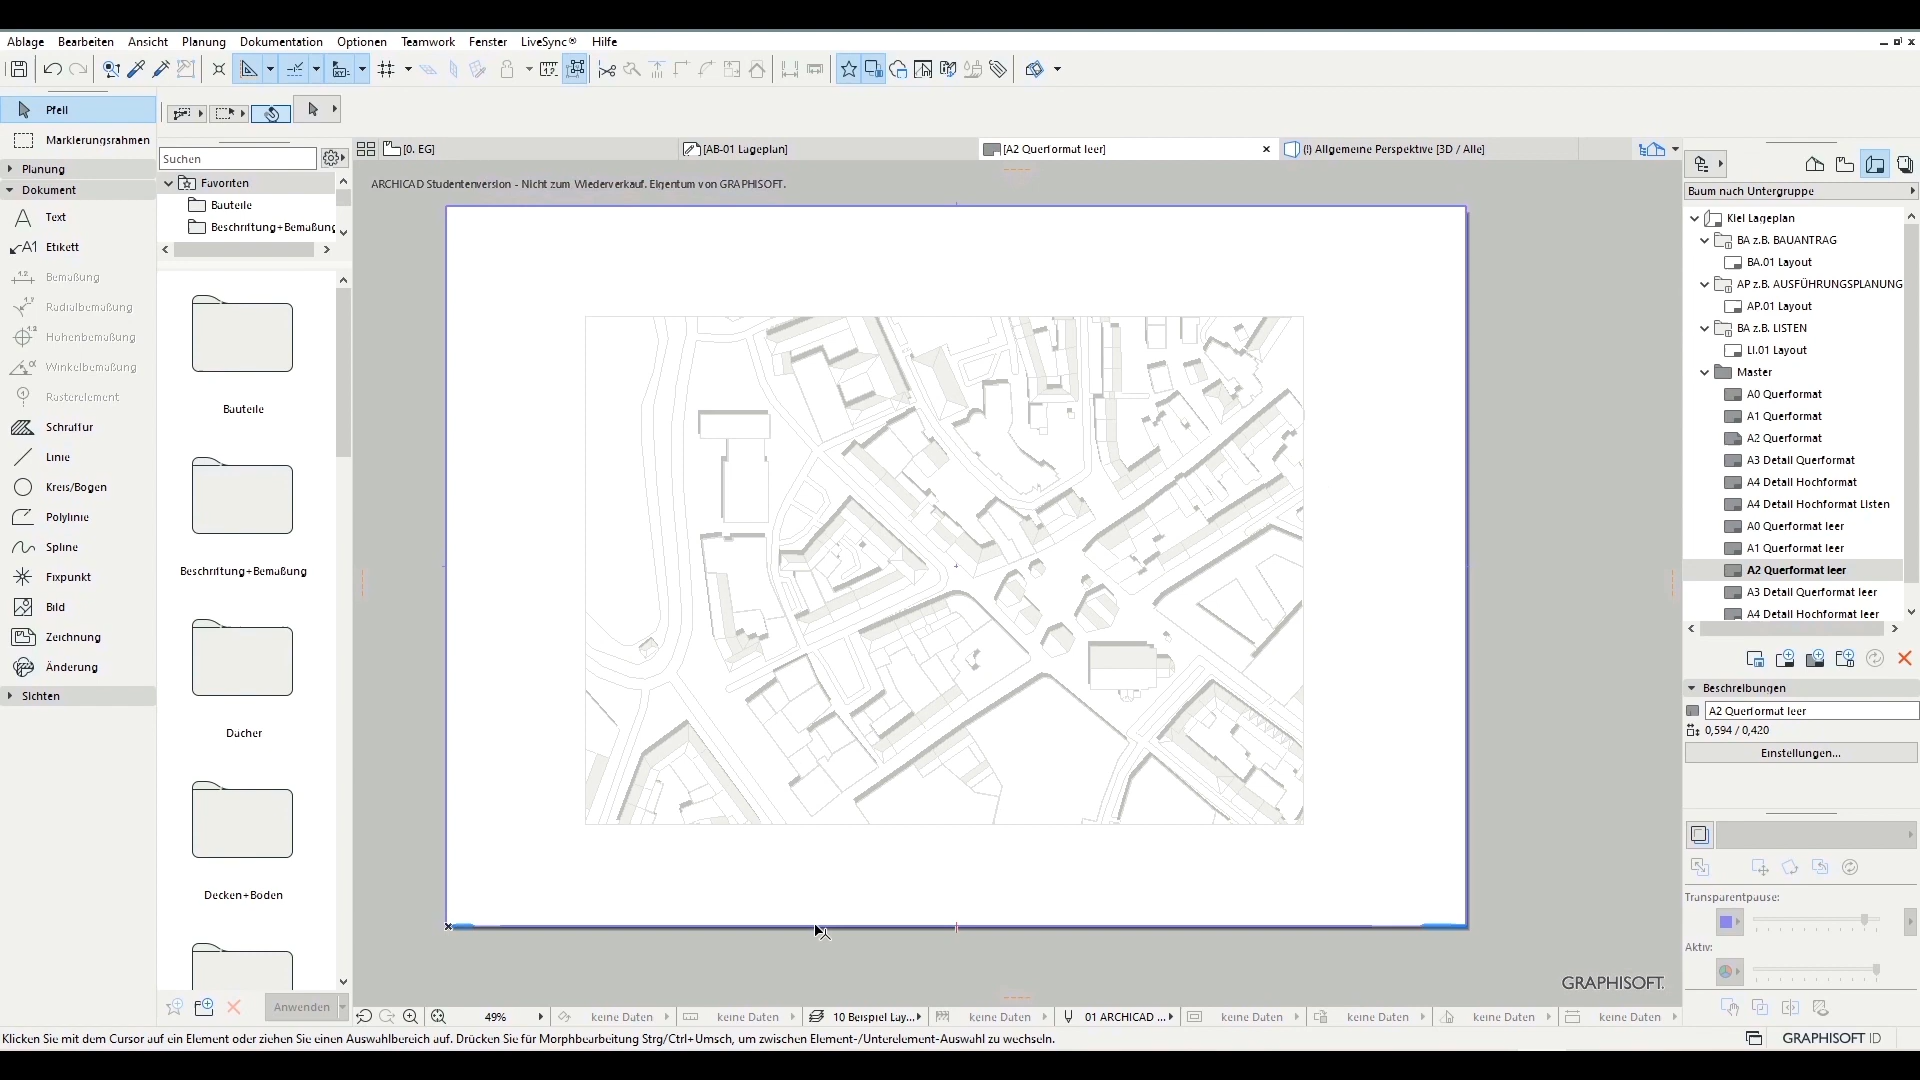 Ablage Bearbeiten Ansicht Planung Dokumentation Optionen Teamwork Fenster LiveSync® Hilfe
Pfeil
Markierungsrahmen
Planung
Dokument
Text
A1 Etikett
1.2 Bemaßung
Radialbemaßung
Höhenbemaßung
Winkelbemaßung
Rasterelement
Schraffur
Linie
Kreis/Bogen
Polylinie
Spline
Fixpunkt
Bild
Zeichnung
Änderung
Sichten
Suchen
Favoriten
Bauteile
Beschriftung+Bemaßung
Bauteile
Beschriftung+Bemaßung
Dächer
Decken+Böden
Anwenden
[0. EG]
[AB-01 Lageplan]
[A2 Querformat leer]
(!) Allgemeine Perspektive [3D / Alle]
ARCHICAD Studentenversion - Nicht zum Wiederverkauf. Eigentum von GRAPHISOFT.
GRAPHISOFT.
Baum nach Untergruppe
Kiel Lageplan
BA z.B. BAUANTRAG
BA.01 Layout
AP z.B. AUSFÜHRUNGSPLANUNG
AP.01 Layout
BA z.B. LISTEN
LI.01 Layout
Master
A0 Querformat
A1 Querformat
A2 Querformat
A3 Detail Querformat
A4 Detail Hochformat
A4 Detail Hochformat Listen
A0 Querformat leer
A1 Querformat leer
A2 Querformat leer
A3 Detail Querformat leer
A4 Detail Hochformat leer
Beschreibungen
A2 Querformat leer
0,594 / 0,420
Einstellungen...
Transparentpause:
Aktiv:
49% keine Daten keine Daten 10 Beispiel Lay... keine Daten 01 ARCHICAD ... keine Daten keine Daten keine Daten keine Daten
Klicken Sie mit dem Cursor auf ein Element oder ziehen Sie einen Auswahlbereich auf. Drücken Sie für Morphbearbeitung Strg/Ctrl+Umsch, um zwischen Element-/Unterelement-Auswahl zu wechseln.
GRAPHISOFT ID